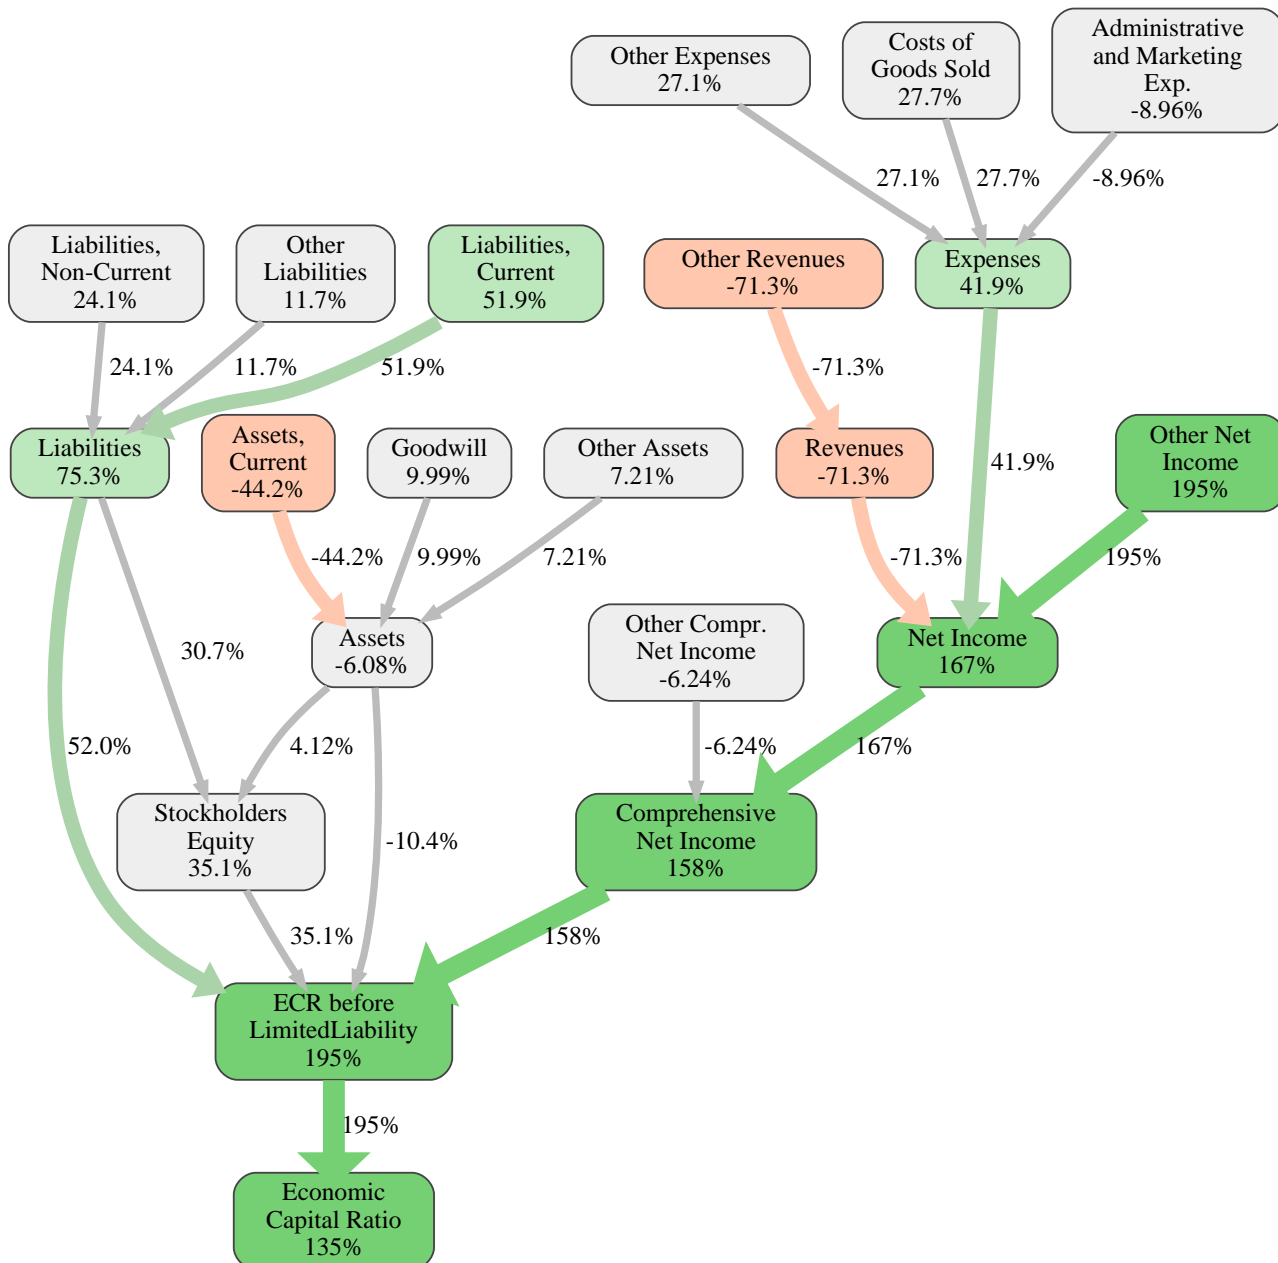 Other Expenses
27.1%
Costs of
Goods Sold
27.7%
Administrative
and Marketing
Exp.
-8.96%
27.1%
27.7%
-8.96%
Liabilities,
Non-Current
24.1%
Other
Liabilities
11.7%
Liabilities,
Current
51.9%
Other Revenues
-71.3%
Expenses
41.9%
24.1%
11.7%
51.9%
-71.3%
41.9%
Liabilities
75.3%
Assets,
Current
-44.2%
Goodwill
9.99%
Other Assets
7.21%
Revenues
-71.3%
Other Net
Income
195%
-44.2%
9.99%
7.21%
-71.3%
195%
30.7%
Assets
-6.08%
Other Compr.
Net Income
-6.24%
Net Income
167%
52.0%
4.12%
-10.4%
-6.24%
167%
Stockholders
Equity
35.1%
Comprehensive
Net Income
158%
35.1%
158%
ECR before
LimitedLiability
195%
195%
Economic
Capital Ratio
135%